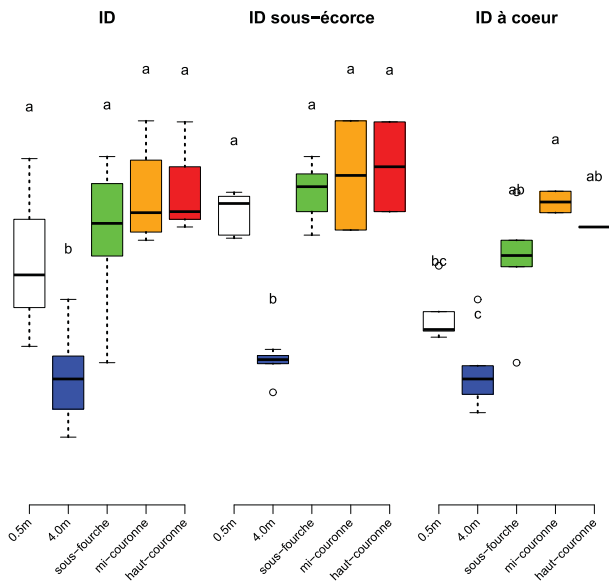 ID
ID sous−écorce
ID à coeur
a
b
a
a
a
a
b
a
a
a
bc
c
ab
a
ab
0.5m
4.0m
sous−fourche
mi−couronne
haut−couronne
0.5m
4.0m
sous−fourche
mi−couronne
haut−couronne
0.5m
4.0m
sous−fourche
mi−couronne
haut−couronne